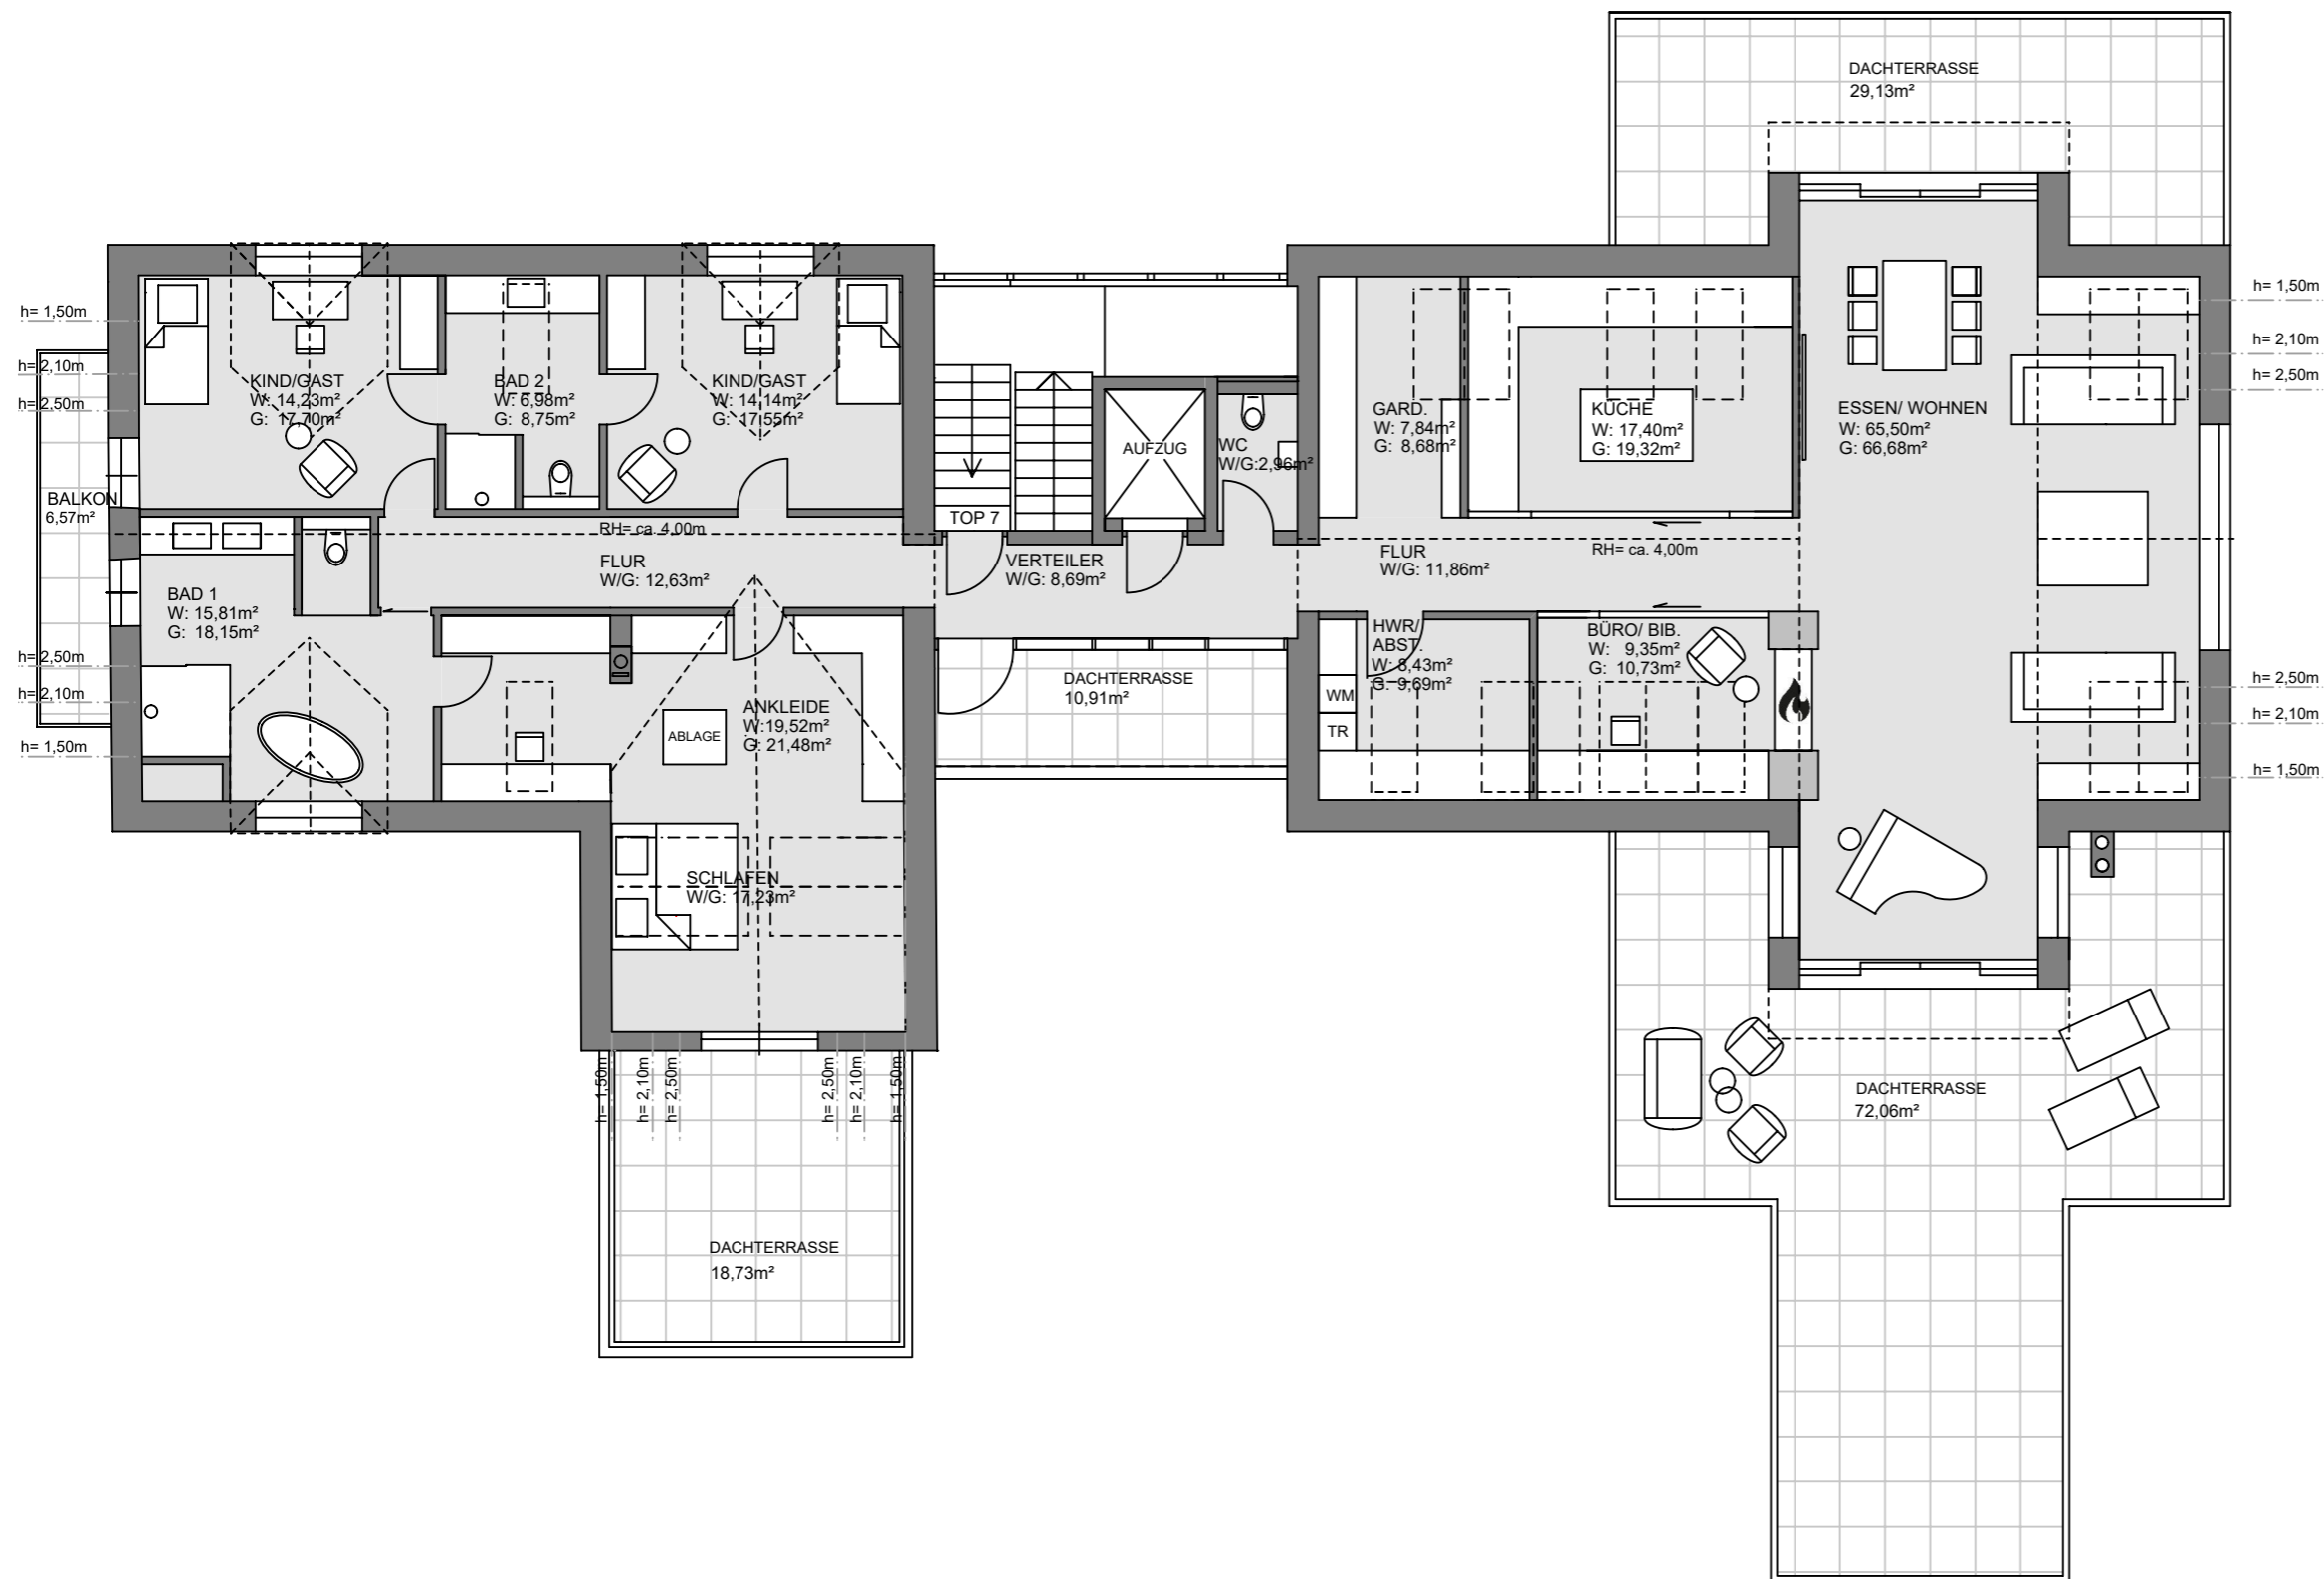 DACHTERRASSE
29,13m²
h= 1,50m
h= 2,10m
h= 2,50m
KIND/GAST
W: 14,23m²
G: 17,70m²
BAD 2
W: 6,98m²
G: 8,75m²
KIND/GAST
W: 14,14m²
G: 17,55m²
AUFZUG
WC
W/G:2,96m²
GARD.
W: 7,84m²
G: 8,68m²
KÜCHE
W: 17,40m²
G: 19,32m²
ESSEN/ WOHNEN
W: 65,50m²
G: 66,68m²
h= 1,50m
h= 2,10m
h= 2,50m
BALKON
6,57m²
TOP 7
RH= ca. 4,00m
FLUR
W/G: 12,63m²
VERTEILER
W/G: 8,69m²
FLUR
W/G: 11,86m²
RH= ca. 4,00m
BAD 1
W: 15,81m²
G: 18,15m²
h= 2,50m
h= 2,10m
h= 1,50m
ABLAGE
ANKLEIDE
W:19,52m²
G: 21,48m²
DACHTERRASSE
10,91m²
HWR/
ABST.
W: 8,43m²
G: 9,69m²
WM
TR
BÜRO/ BIB.
W: 9,35m²
G: 10,73m²
h= 2,50m
h= 2,10m
h= 1,50m
SCHLAFEN
W/G: 17,23m²
h= 1,50m
h= 2,10m
h= 2,50m
h= 2,50m
h= 2,10m
h= 1,50m
DACHTERRASSE
72,06m²
DACHTERRASSE
18,73m²